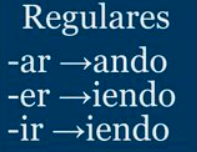 Regulares
-ar →ando
-er →iendo
-ir →iendo